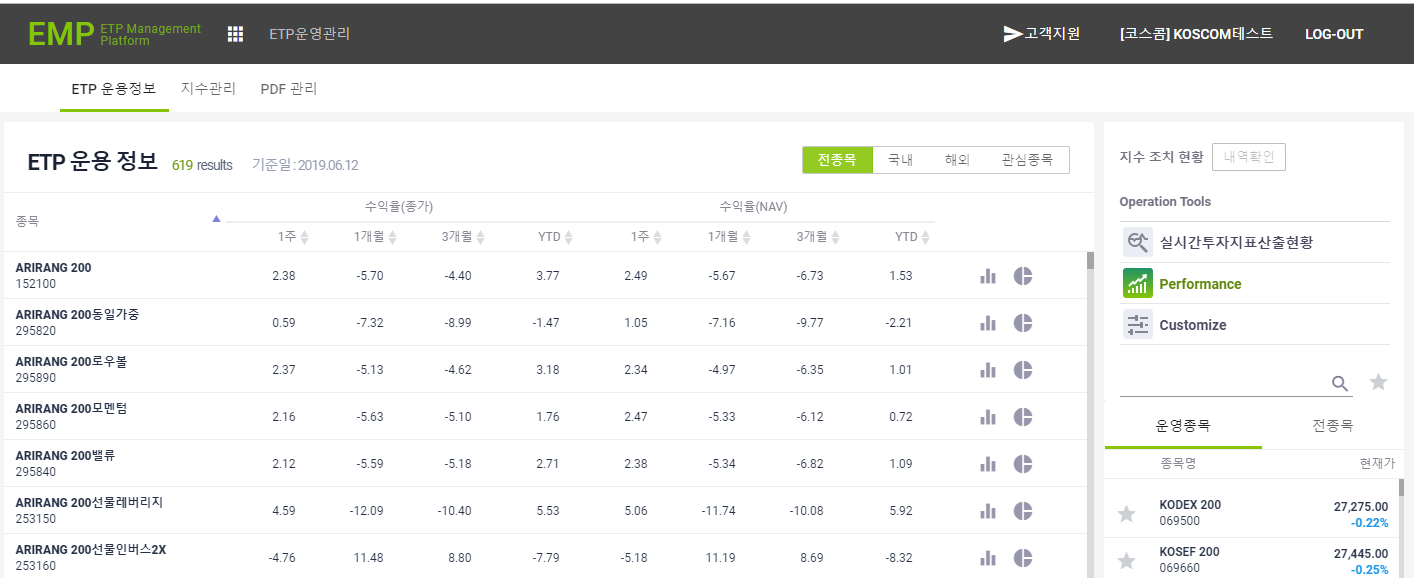 EMP ETP Management Platform ETP운영관리 고객지원 [코스콤] KOSCOM테스트 LOG-OUT
ETP 운용정보 지수관리 PDF 관리
ETP 운용 정보 619 results 기준일 : 2019.06.12 전종목 국내 해외 관심종목
종목 수익률(종가) 수익률(NAV)
1주 1개월 3개월 YTD 1주 1개월 3개월 YTD
ARIRANG 200
152100 2.38 -5.70 -4.40 3.77 2.49 -5.67 -6.73 1.53
ARIRANG 200동일가중
295820 0.59 -7.32 -8.99 -1.47 1.05 -7.16 -9.77 -2.21
ARIRANG 200로우볼
295890 2.37 -5.13 -4.62 3.18 2.34 -4.97 -6.35 1.01
ARIRANG 200모멘텀
295860 2.16 -5.63 -5.10 1.76 2.47 -5.33 -6.12 0.72
ARIRANG 200밸류
295840 2.12 -5.59 -5.18 2.71 2.38 -5.34 -6.82 1.09
ARIRANG 200선물레버리지
253150 4.59 -12.09 -10.40 5.53 5.06 -11.74 -10.08 5.92
ARIRANG 200선물인버스2X
253160 -4.76 11.48 8.80 -7.79 -5.18 11.19 8.69 -8.32
지수 조치 현황 내역확인
Operation Tools
실시간투자지표산출현황
Performance
Customize
운영종목 전종목
종목명 현재가
KODEX 200 27,275.00
069500 -0.22%
KOSEF 200 27,445.00
069660 -0.25%